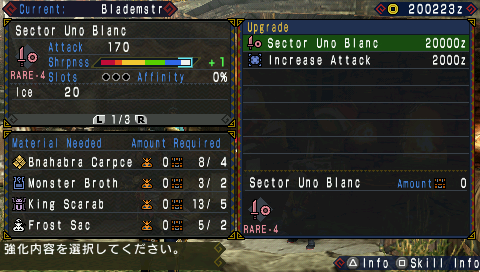 Current: Blademstr
200223z
Sector Uno Blanc
Attack 170
Shrpnss +1
Slots ○○○ Affinity 0%
RARE-4
Ice 20
L 1/3 R
Material Needed Amount Required
Bnahabra Carpce 0 8/ 4
Monster Broth 0 3/ 2
King Scarab 0 13/ 5
Frost Sac 0 5/ 2
Upgrade
Sector Uno Blanc 20000z
Increase Attack 2000z
Sector Uno Blanc Amount 0
RARE-4
強化内容を選択してください。
△ Info □ Skill Info